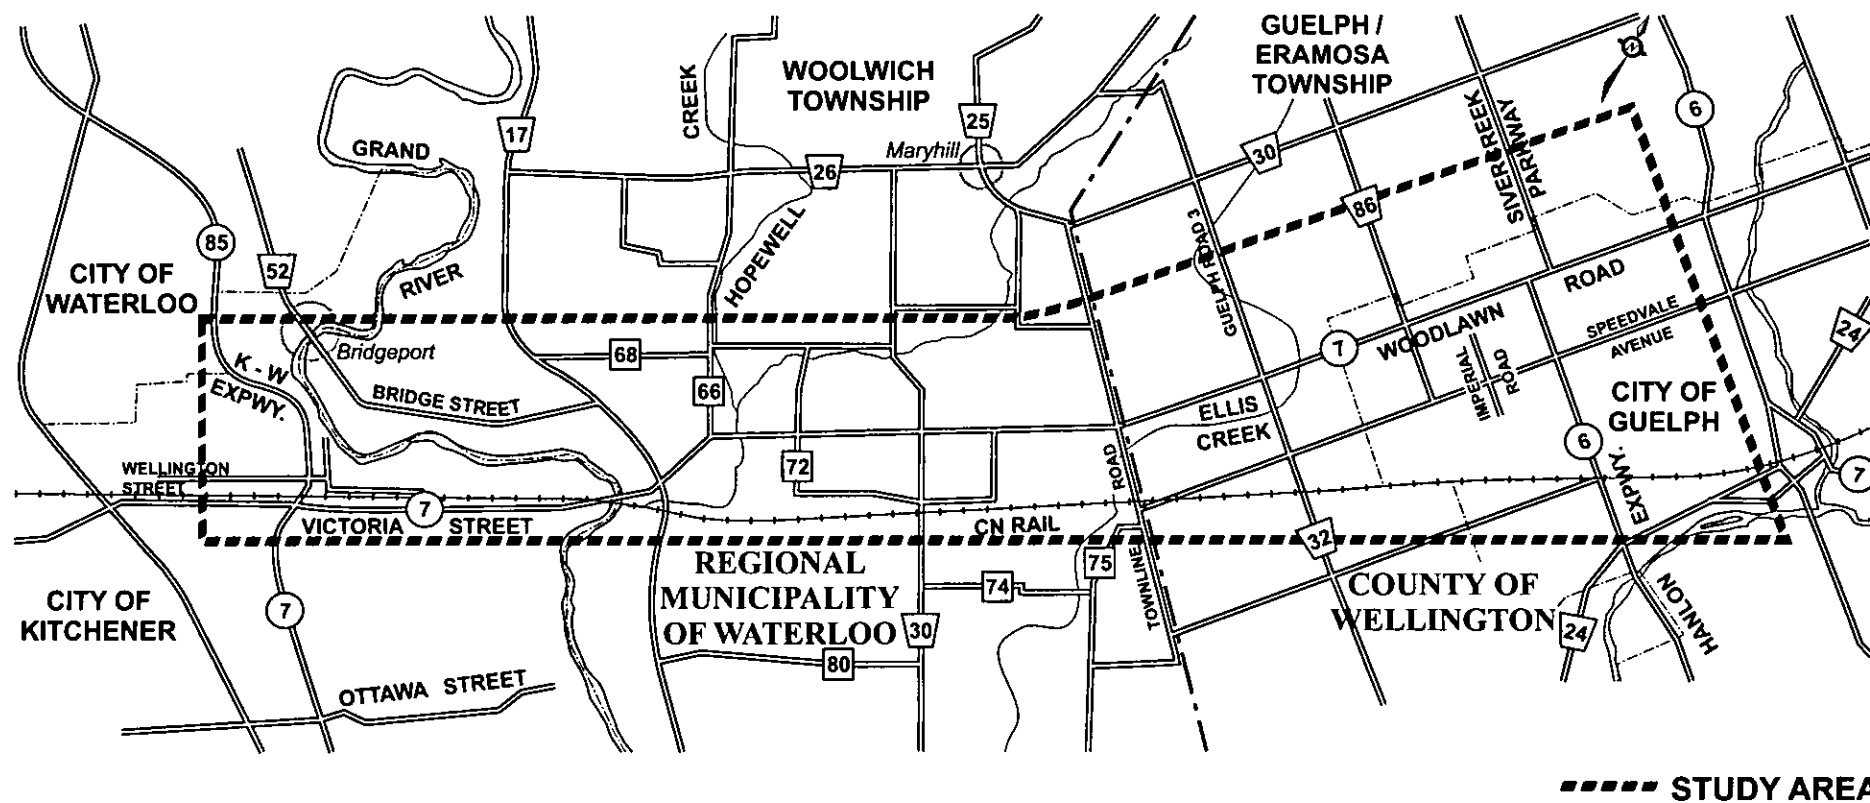 GUELPH /
ERAMOSA
TOWNSHIP
WOOLWICH
TOWNSHIP
CREEK
17
25
6
GRAND
Maryhill
26
30
SIVER CREEK
PARKWAY
86
85
52
RIVER
HOPEWELL
GUELPH ROAD 3
CITY OF
WATERLOO
ROAD
WOODLAWN
SPEEDVALE
AVENUE
24
7
Bridgeport
68
K - W
EXPWY.
66
BRIDGE STREET
IMPERIAL
ROAD
CITY OF
GUELPH
ELLIS
CREEK
6
WELLINGTON
STREET
72
ROAD
7
7
VICTORIA
STREET
CN RAIL
EXPWY.
32
REGIONAL
MUNICIPALITY
OF WATERLOO
75
74
TOWNLINE
COUNTY OF
WELLINGTON
HANLON
CITY OF
KITCHENER
7
30
24
80
OTTAWA STREET
STUDY AREA